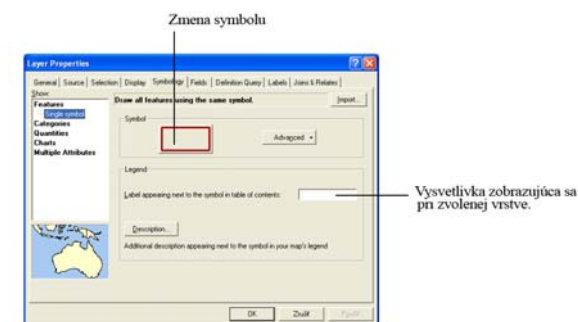 Zmena symbolu
Layer Properties
General | Source | Selection | Display | Symbology | Fields | Definition Query | Labels | Joins & Relates
Show:
Features
Single symbol
Categories
Quantities
Charts
Multiple Attributes
Draw all features using the same symbol.
Import...
Symbol
Advanced
Legend
Label appearing next to the symbol in table of contents:
Description...
Additional description appearing next to the symbol in your map's legend
OK
Zrušiť
Použiť
Vysvetlivka zobrazujúca sa
pri zvolenej vrstve.